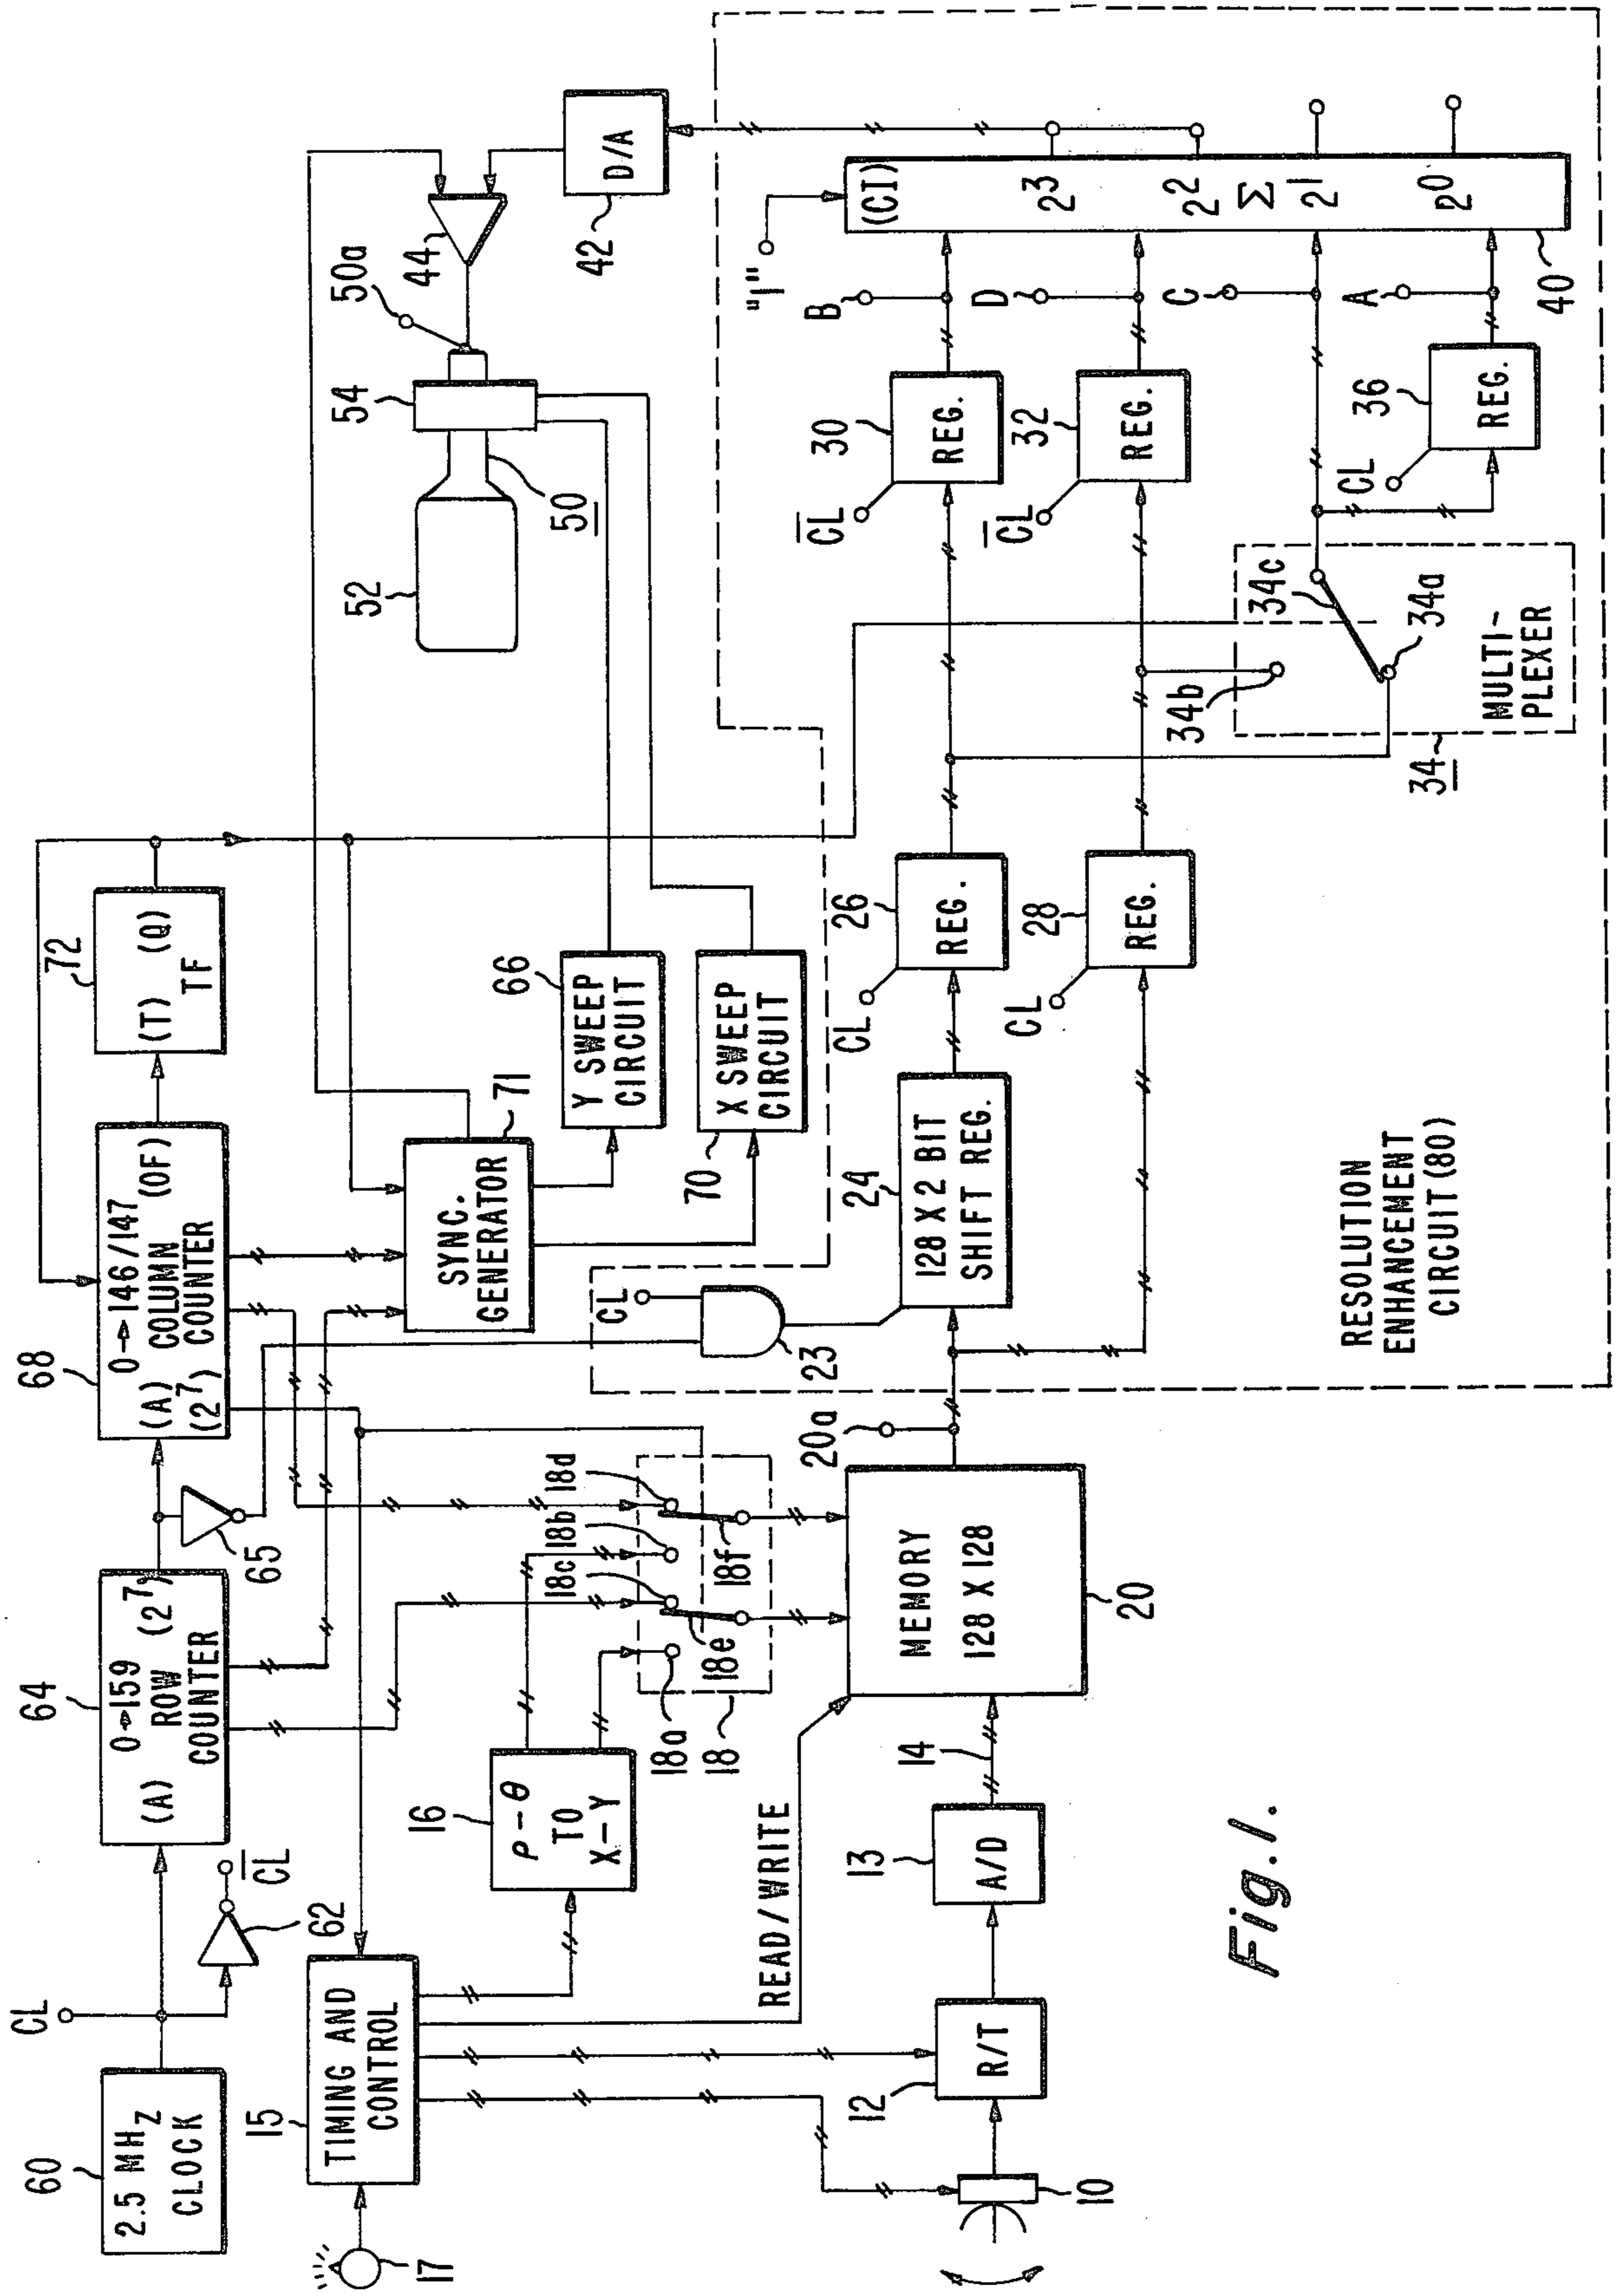 60
2.5 MHz
CLOCK
CL
62
CL
64
0→159
(A)
(2⁷)
ROW
COUNTER
65
68
0→146/147
(A)
(OF)
COLUMN
(2⁷)
COUNTER
72
(T) (Q)
TF
17
15
TIMING AND
CONTROL
16
ρ-θ
TO
X-Y
18
18a
18c
18b
18d
18e
18f
71
SYNC.
GENERATOR
66
Y SWEEP
CIRCUIT
70
X SWEEP
CIRCUIT
52
50
54
50a
44
42
D/A
READ/WRITE
10
12
R/T
13
A/D
14
MEMORY
128 X 128
20
20a
23
CL
24
128 X 2 BIT
SHIFT REG.
CL
26
REG.
CL
28
REG.
CL
30
REG.
CL
32
REG.
34
34b
34a
34c
MULTI-
PLEXER
CL
36
REG.
B
D
C
A
"1"
(CI)
2³
2²
Σ
2¹
2⁰
40
RESOLUTION
ENHANCEMENT
CIRCUIT (80)
Fig. 1.